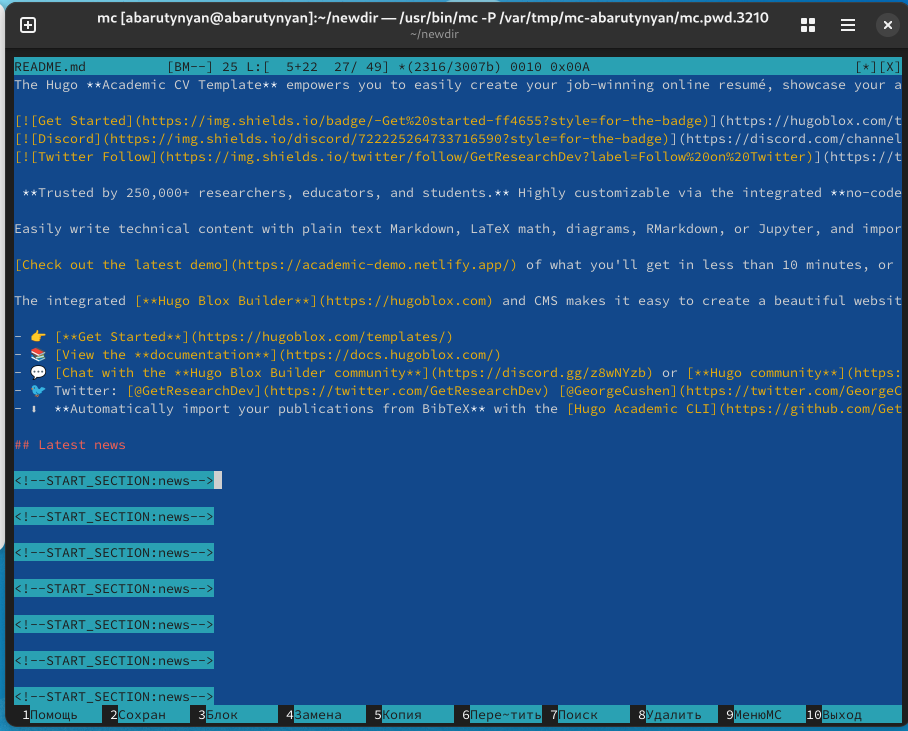 mc [abarutynyan@abarutynyan]:~/newdir — /usr/bin/mc -P /var/tmp/mc-abarutynyan/mc.pwd.3210
~/newdir
README.md [BM--] 25 L:[ 5+22 27/ 49] *(2316/3007b) 0010 0x00A [*][X]
The Hugo **Academic CV Template** empowers you to easily create your job-winning online resumé, showcase your a
[![Get Started](https://img.shields.io/badge/-Get%20started-ff4655?style=for-the-badge)](https://hugoblox.com/t
[![Discord](https://img.shields.io/discord/722225264733716590?style=for-the-badge)](https://discord.com/channel
[![Twitter Follow](https://img.shields.io/twitter/follow/GetResearchDev?label=Follow%20on%20Twitter)](https://t
**Trusted by 250,000+ researchers, educators, and students.** Highly customizable via the integrated **no-code
Easily write technical content with plain text Markdown, LaTeX math, diagrams, RMarkdown, or Jupyter, and impor
[Check out the latest demo](https://academic-demo.netlify.app/) of what you'll get in less than 10 minutes, or
The integrated [**Hugo Blox Builder**](https://hugoblox.com) and CMS makes it easy to create a beautiful websit
- 👉 [**Get Started**](https://hugoblox.com/templates/)
- 📚 [View the **documentation**](https://docs.hugoblox.com/)
- 💬 [Chat with the **Hugo Blox Builder community**](https://discord.gg/z8wNYzb) or [**Hugo community**](https:
- 🐦 Twitter: [@GetResearchDev](https://twitter.com/GetResearchDev) [@GeorgeCushen](https://twitter.com/GeorgeC
- ⬇ **Automatically import your publications from BibTeX** with the [Hugo Academic CLI](https://github.com/Get
## Latest news
<!--START_SECTION:news-->
<!--START_SECTION:news-->
<!--START_SECTION:news-->
<!--START_SECTION:news-->
<!--START_SECTION:news-->
<!--START_SECTION:news-->
<!--START_SECTION:news-->
1Помощь 2Сохран 3Блок 4Замена 5Копия 6Пере~тить 7Поиск 8Удалить 9МенюМС 10Выход